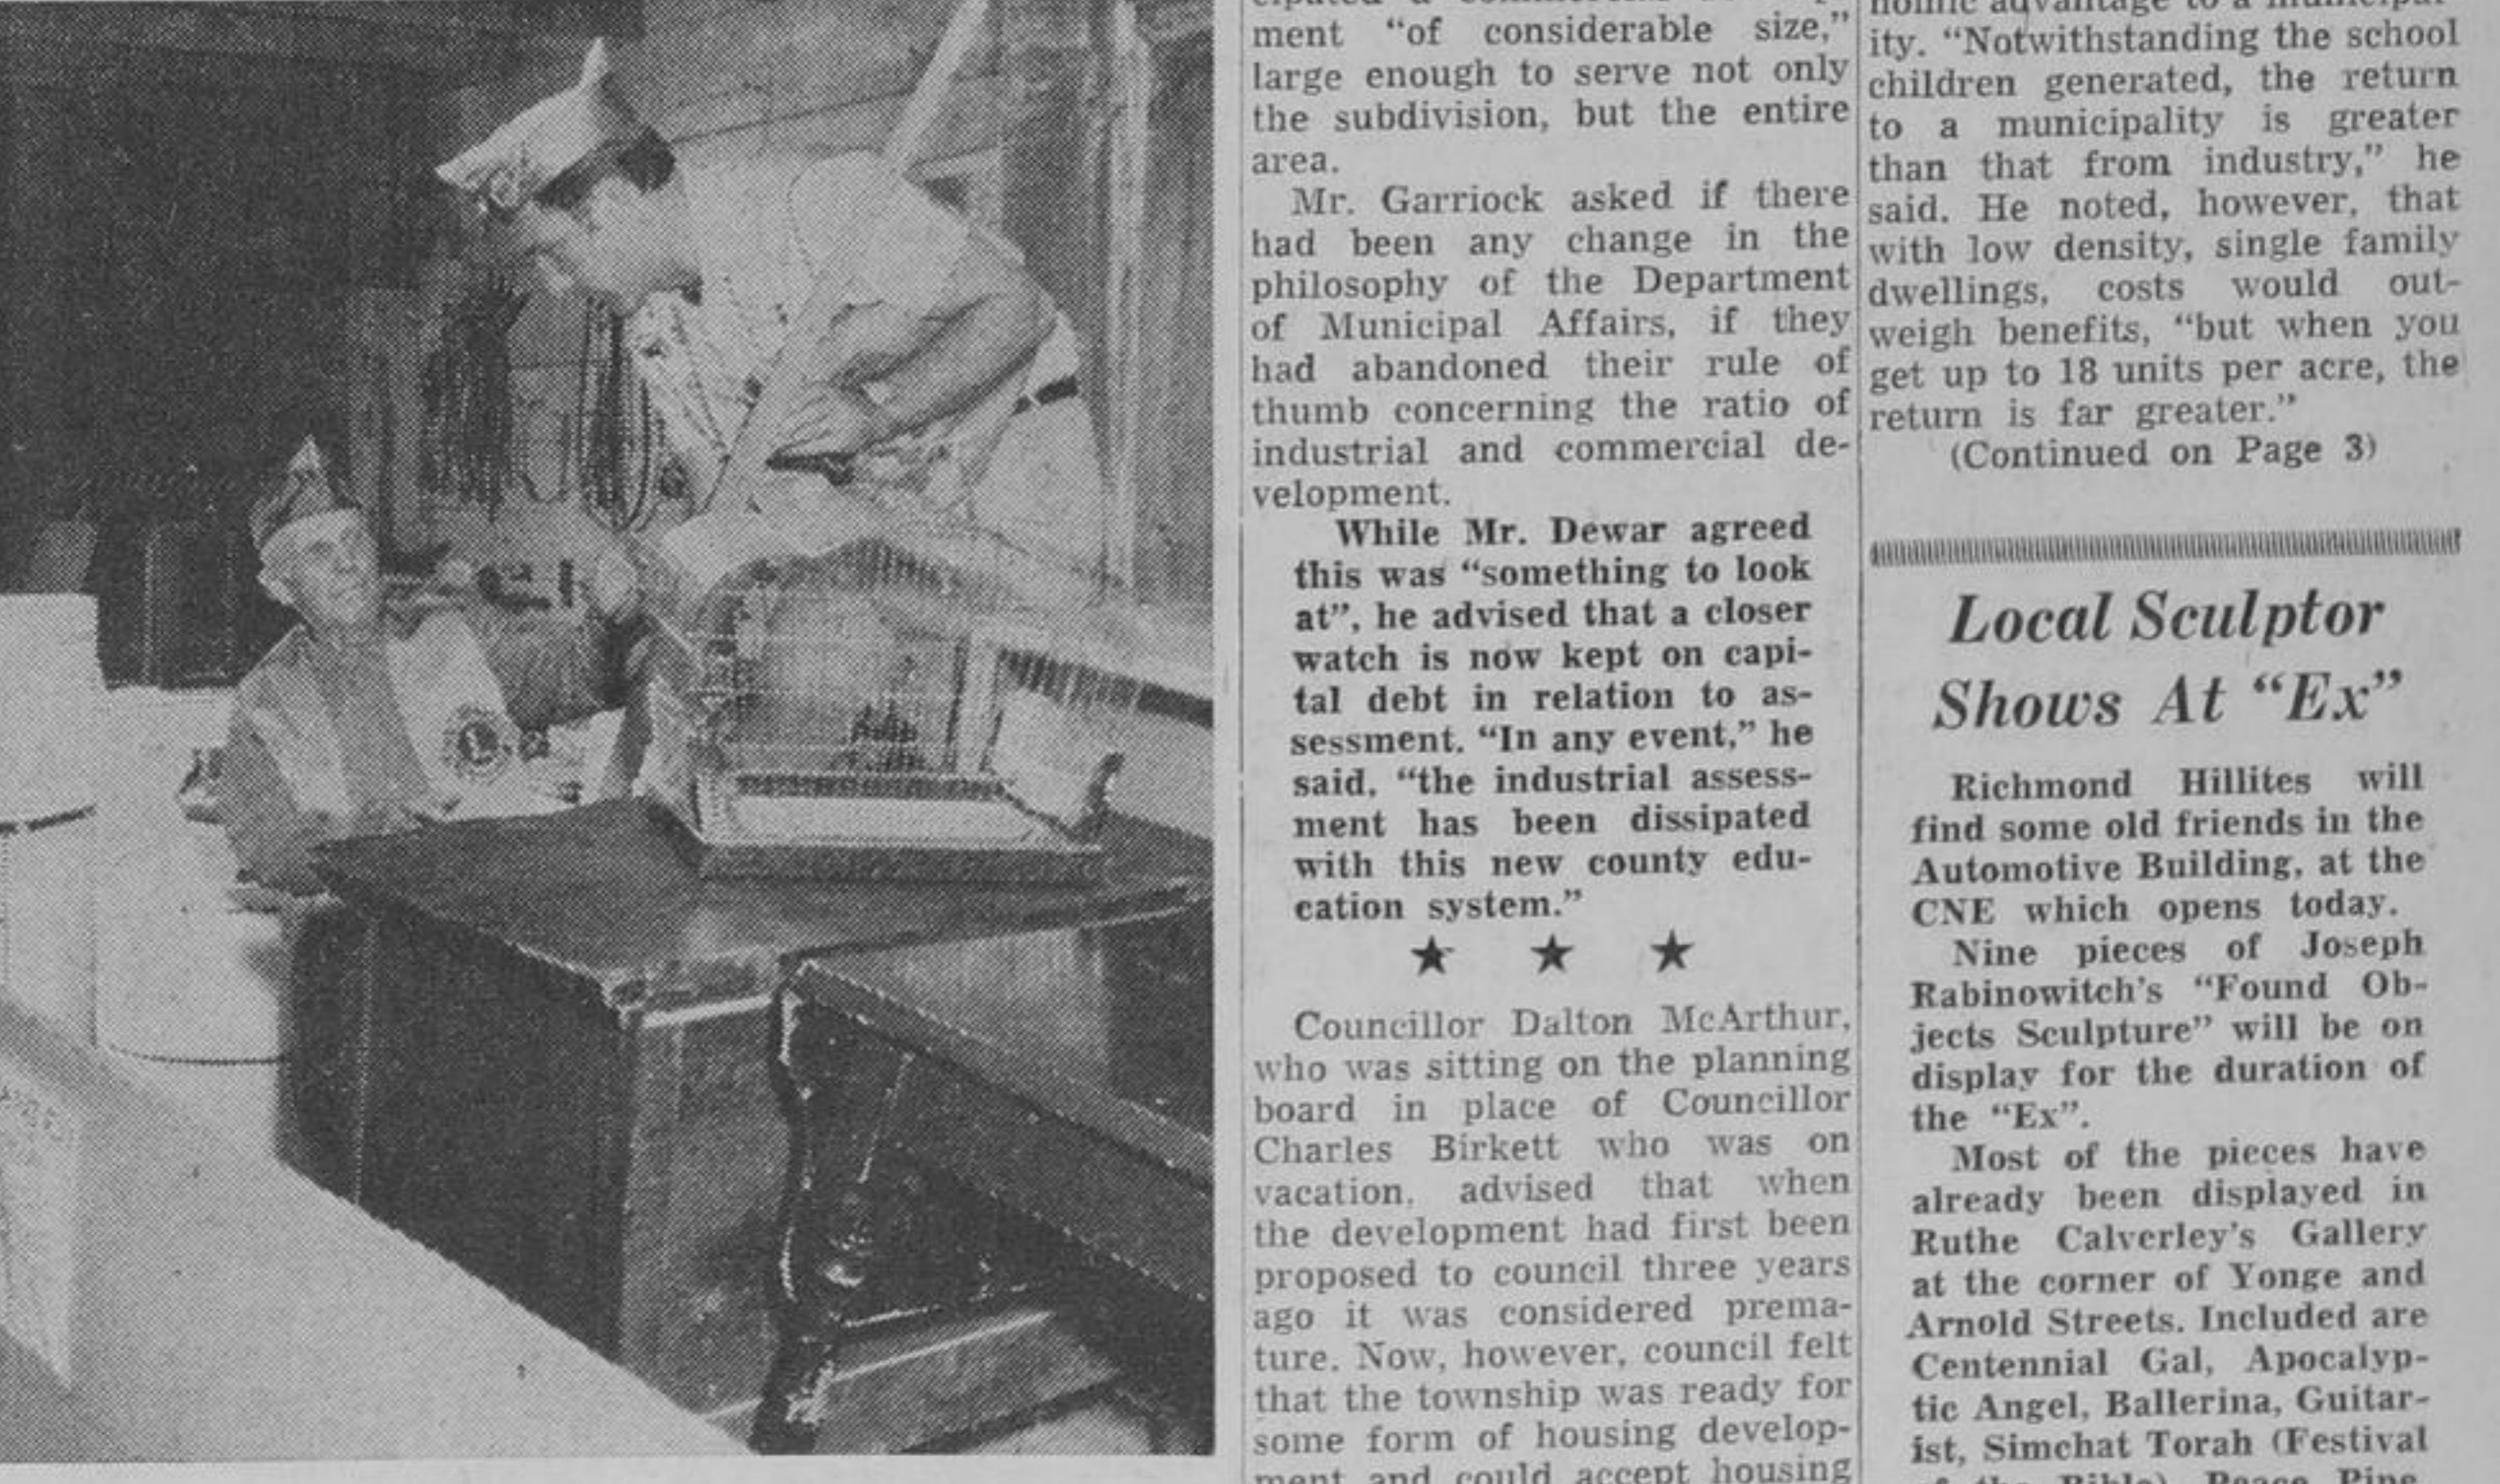 ment "of considerable size,"
large enough to serve not only
the subdivision, but the entire
area.
Mr. Garriock asked if there
had been any change in the
philosophy of the Department
of Municipal Affairs, if they
had abandoned their rule of
thumb concerning the ratio of
industrial and commercial de-
velopment.
While Mr. Dewar agreed
this was "something to look
at", he advised that a closer
watch is now kept on capi-
tal debt in relation to as-
sessment. "In any event," he
said, "the industrial assess-
ment has been dissipated
with this new county edu-
cation system."
★ ★ ★
Councillor Dalton McArthur,
who was sitting on the planning
board in place of Councillor
Charles Birkett who was on
vacation, advised that when
the development had first been
proposed to council three years
ago it was considered prema-
ture. Now, however, council felt
that the township was ready for
some form of housing develop-
ment and could accept housing
nomic advantage to a municipal-
ity. "Notwithstanding the school
children generated, the return
to a municipality is greater
than that from industry," he
said. He noted, however, that
with low density, single family
dwellings, costs would out-
weigh benefits, "but when you
get up to 18 units per acre, the
return is far greater."
(Continued on Page 3)
Local Sculptor
Shows At "Ex"
Richmond Hillites will
find some old friends in the
Automotive Building, at the
CNE which opens today.
Nine pieces of Joseph
Rabinowitch's "Found Ob-
jects Sculpture" will be on
display for the duration of
the "Ex".
Most of the pieces have
already been displayed in
Ruthe Calverley's Gallery
at the corner of Yonge and
Arnold Streets. Included are
Centennial Gal, Apocalyp-
tic Angel, Ballerina, Guitar-
ist, Simchat Torah (Festival